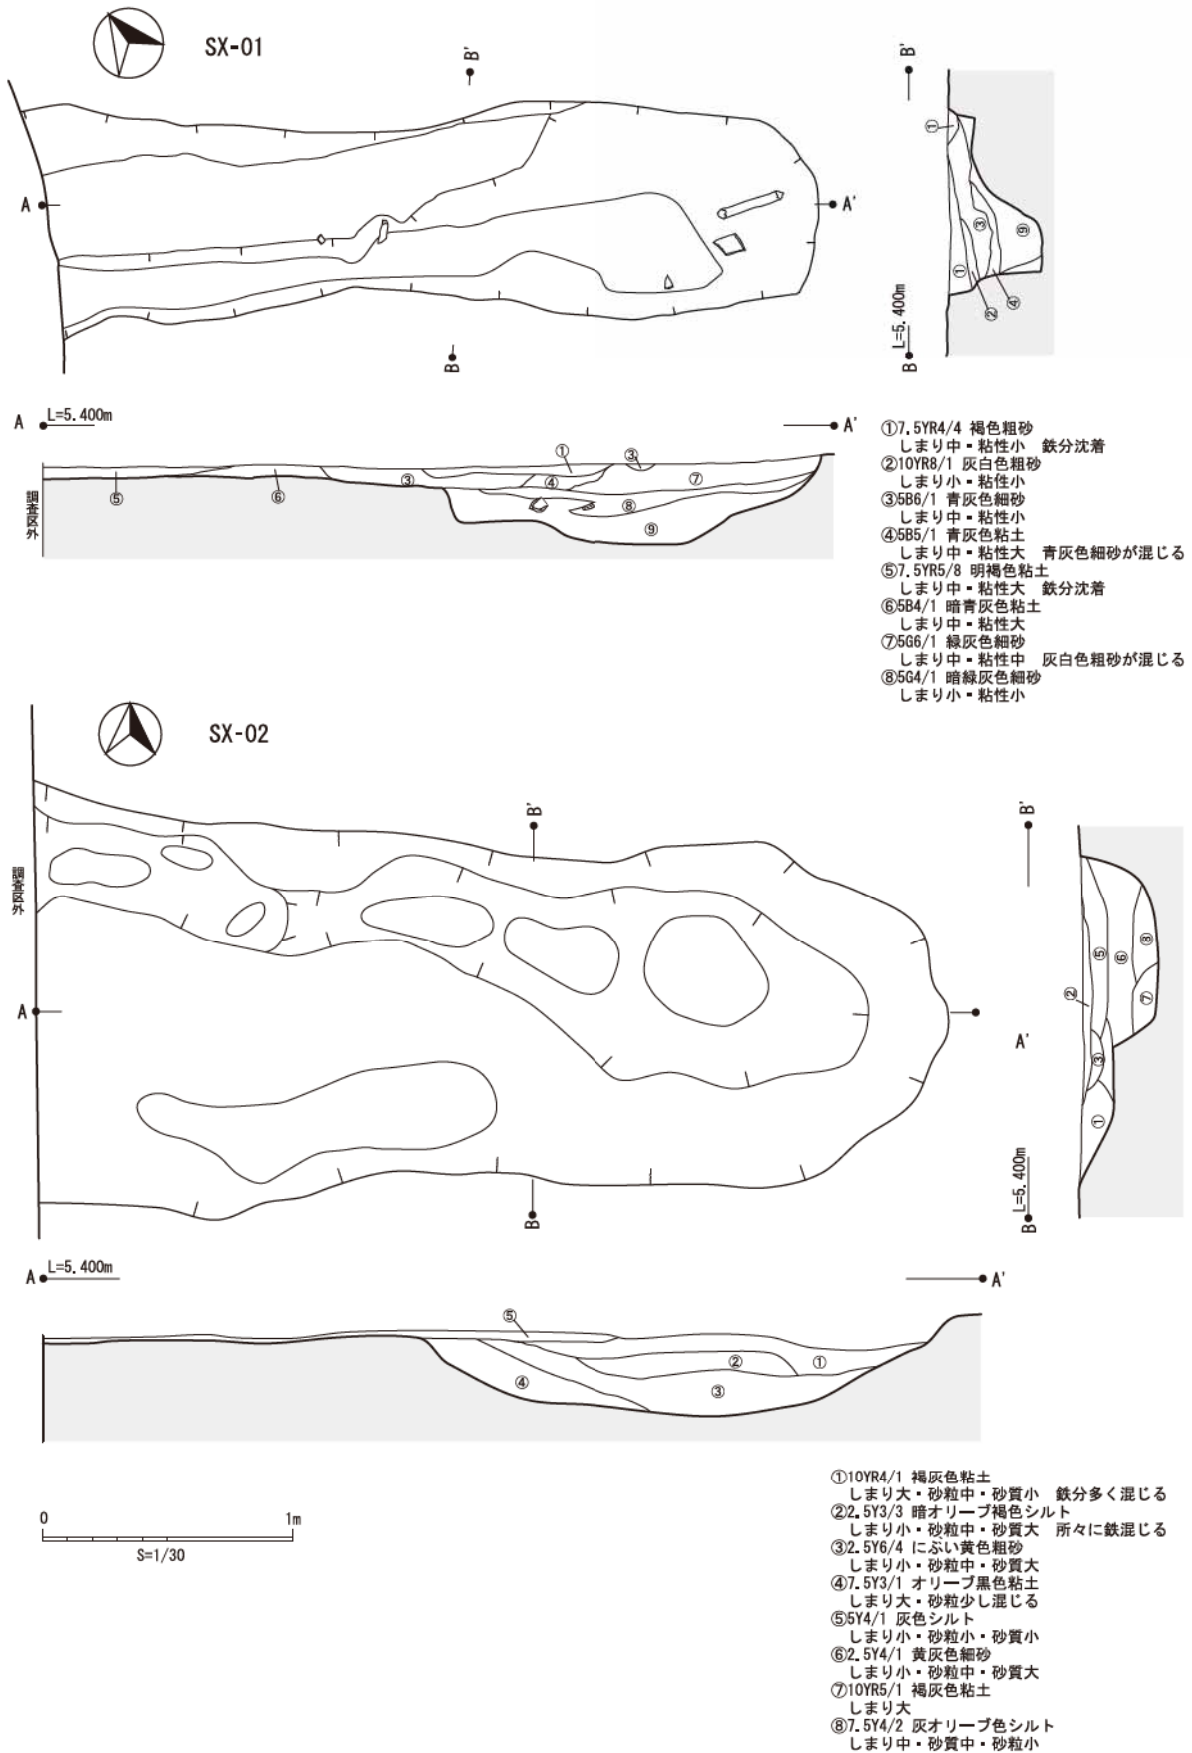 SX-01
B'
B'
①
A
A'
③
⑨
①
④
②
L=5.400m
B
B
A L=5.400m
A'
①
③
③
④
⑦
⑤
⑥
⑧
⑨
調査区外
①7.5YR4/4 褐色粗砂
しまり中・粘性小 鉄分沈着
②10YR8/1 灰白色粗砂
しまり小・粘性小
③5B6/1 青灰色細砂
しまり中・粘性小
④5B5/1 青灰色粘土
しまり中・粘性大 青灰色細砂が混じる
⑤7.5YR5/8 明褐色粘土
しまり中・粘性大 鉄分沈着
⑥5B4/1 暗青灰色粘土
しまり中・粘性大
⑦5G6/1 緑灰色細砂
しまり中・粘性中 灰白色粗砂が混じる
⑧5G4/1 暗緑灰色細砂
しまり小・粘性小
SX-02
B'
B'
調査区外
A
A'
⑤
⑥
⑧
②
⑦
③
①
L=5.400m
B
B
A L=5.400m
A'
⑤
②
①
④
③
0 1m
S=1/30
①10YR4/1 褐灰色粘土
しまり大・砂粒中・砂質小 鉄分多く混じる
②2.5Y3/3 暗オリーブ褐色シルト
しまり小・砂粒中・砂質大 所々に鉄混じる
③2.5Y6/4 にぶい黄色粗砂
しまり小・砂粒中・砂質大
④7.5Y3/1 オリーブ黒色粘土
しまり大・砂粒少し混じる
⑤5Y4/1 灰色シルト
しまり小・砂粒小・砂質小
⑥2.5Y4/1 黄灰色細砂
しまり小・砂粒中・砂質大
⑦10YR5/1 褐灰色粘土
しまり大
⑧7.5Y4/2 灰オリーブ色シルト
しまり中・砂質中・砂粒小